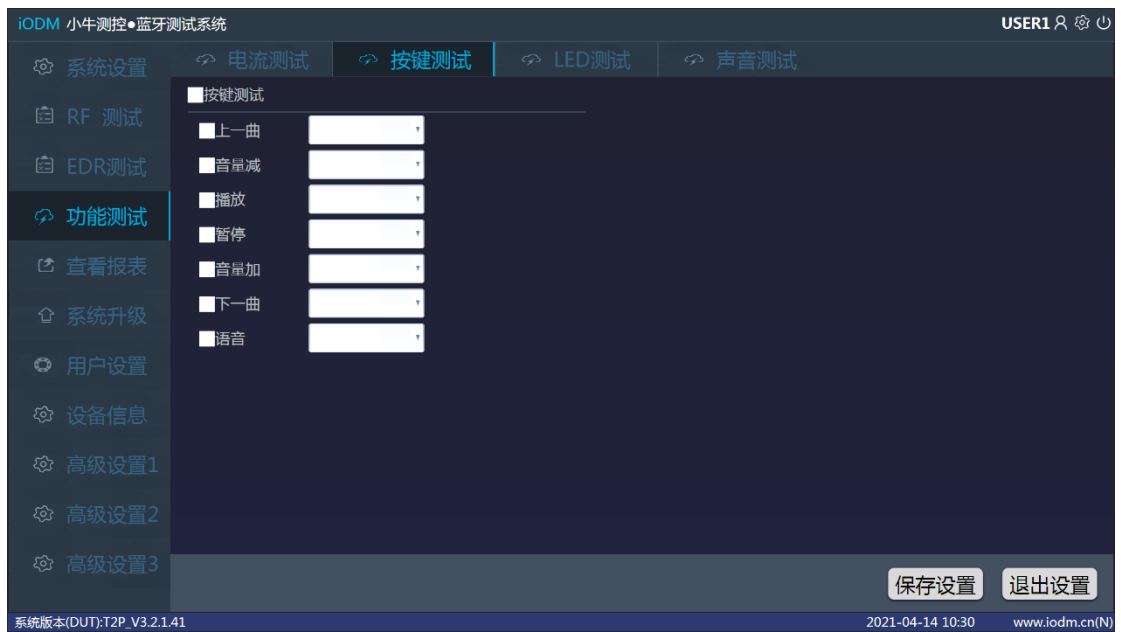 iODM 小牛测控●蓝牙测试系统
USER1
系统设置
RF 测试
EDR测试
功能测试
查看报表
系统升级
用户设置
设备信息
高级设置1
高级设置2
高级设置3
电流测试
按键测试
LED测试
声音测试
按键测试
上一曲
音量减
播放
暂停
音量加
下一曲
语音
保存设置
退出设置
系统版本(DUT):T2P_V3.2.1.41
2021-04-14 10:30
www.iodm.cn(N)